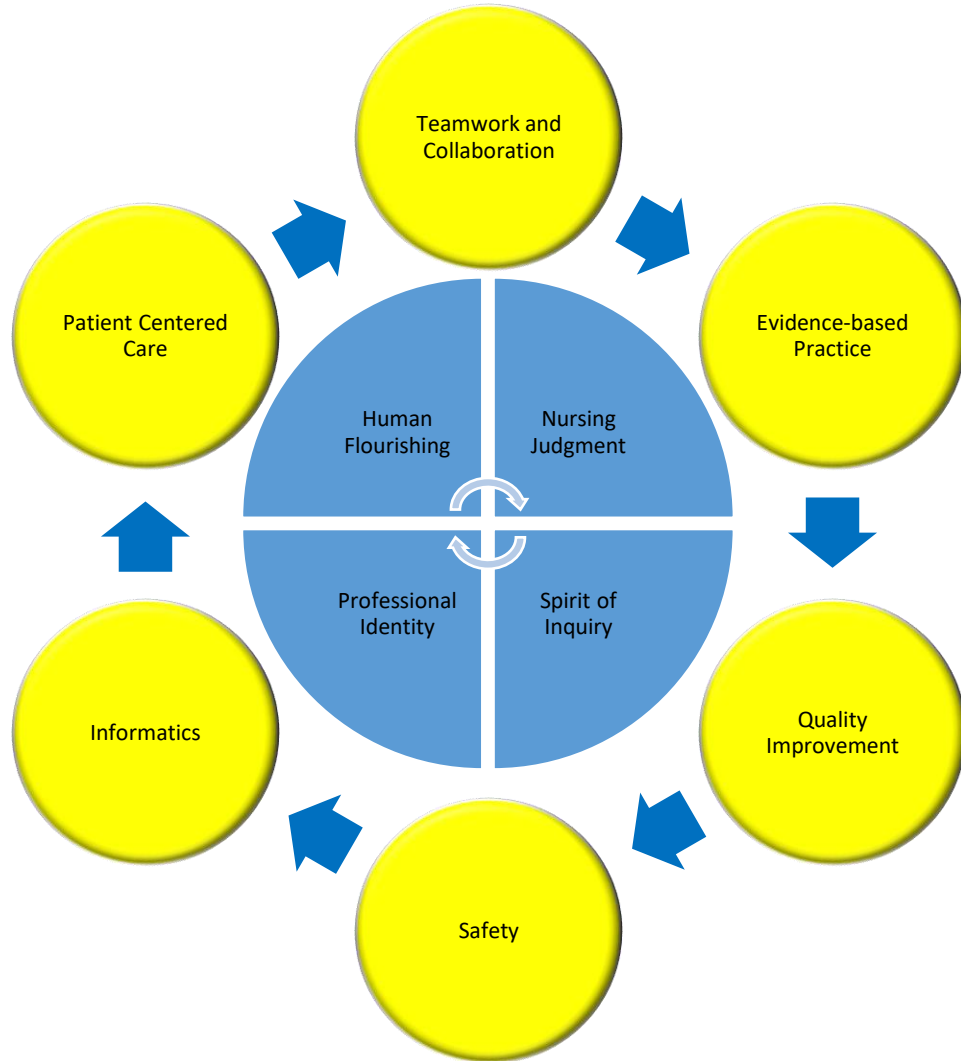 Teamwork and
Collaboration
Patient Centered
Care
Evidence-based
Practice
Human
Flourishing
Nursing
Judgment
Professional
Identity
Spirit of
Inquiry
Informatics
Quality
Improvement
Safety